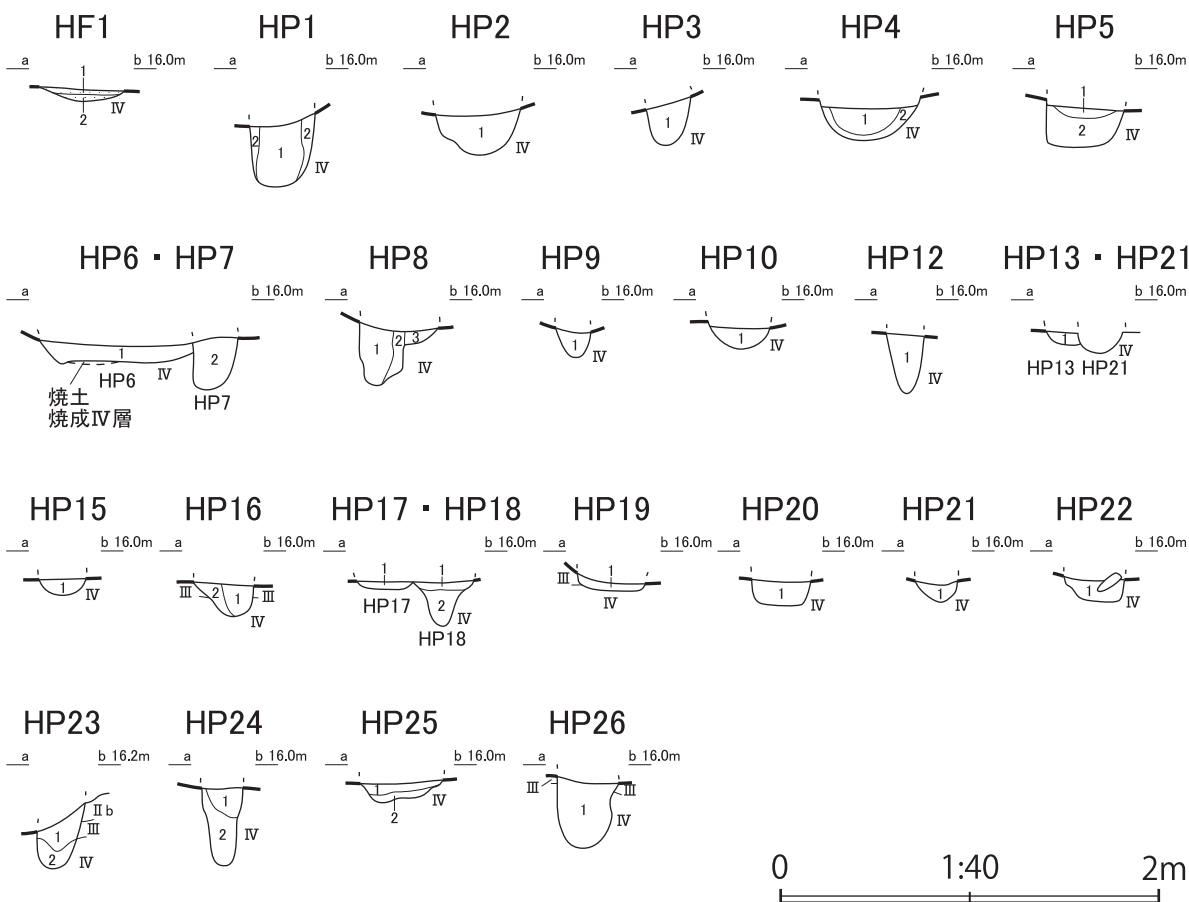 HF1 HP1 HP2 HP3 HP4 HP5
a b 16.0m a b 16.0m a b 16.0m a b 16.0m a b 16.0m a b 16.0m
1 2 Ⅳ
2 1 2 Ⅳ
1 Ⅳ
1 Ⅳ
1 2 Ⅳ
1 2 Ⅳ
HP6・HP7 HP8 HP9 HP10 HP12 HP13・HP21
a b 16.0m a b 16.0m a b 16.0m a b 16.0m a b 16.0m a b 16.0m
1 2 Ⅳ
HP6
HP7
焼土
焼成Ⅳ層
1 2 3 Ⅳ
1 Ⅳ
1 Ⅳ
1 Ⅳ
1 Ⅳ
HP13 HP21
HP15 HP16 HP17・HP18 HP19 HP20 HP21 HP22
a b 16.0m a b 16.0m a b 16.0m a b 16.0m a b 16.0m a b 16.0m a b 16.0m
1 Ⅳ
Ⅲ 2 1 Ⅲ Ⅳ
1 1
HP17 2 Ⅳ
HP18
Ⅲ 1 Ⅳ
1 Ⅳ
1 Ⅳ
1 Ⅳ
HP23 HP24 HP25 HP26
a b 16.2m a b 16.0m a b 16.0m a b 16.0m
Ⅱb
Ⅲ
1
2 Ⅳ
1
2 Ⅳ
1 Ⅳ
2
Ⅲ Ⅲ
1 Ⅳ
0 1:40 2m